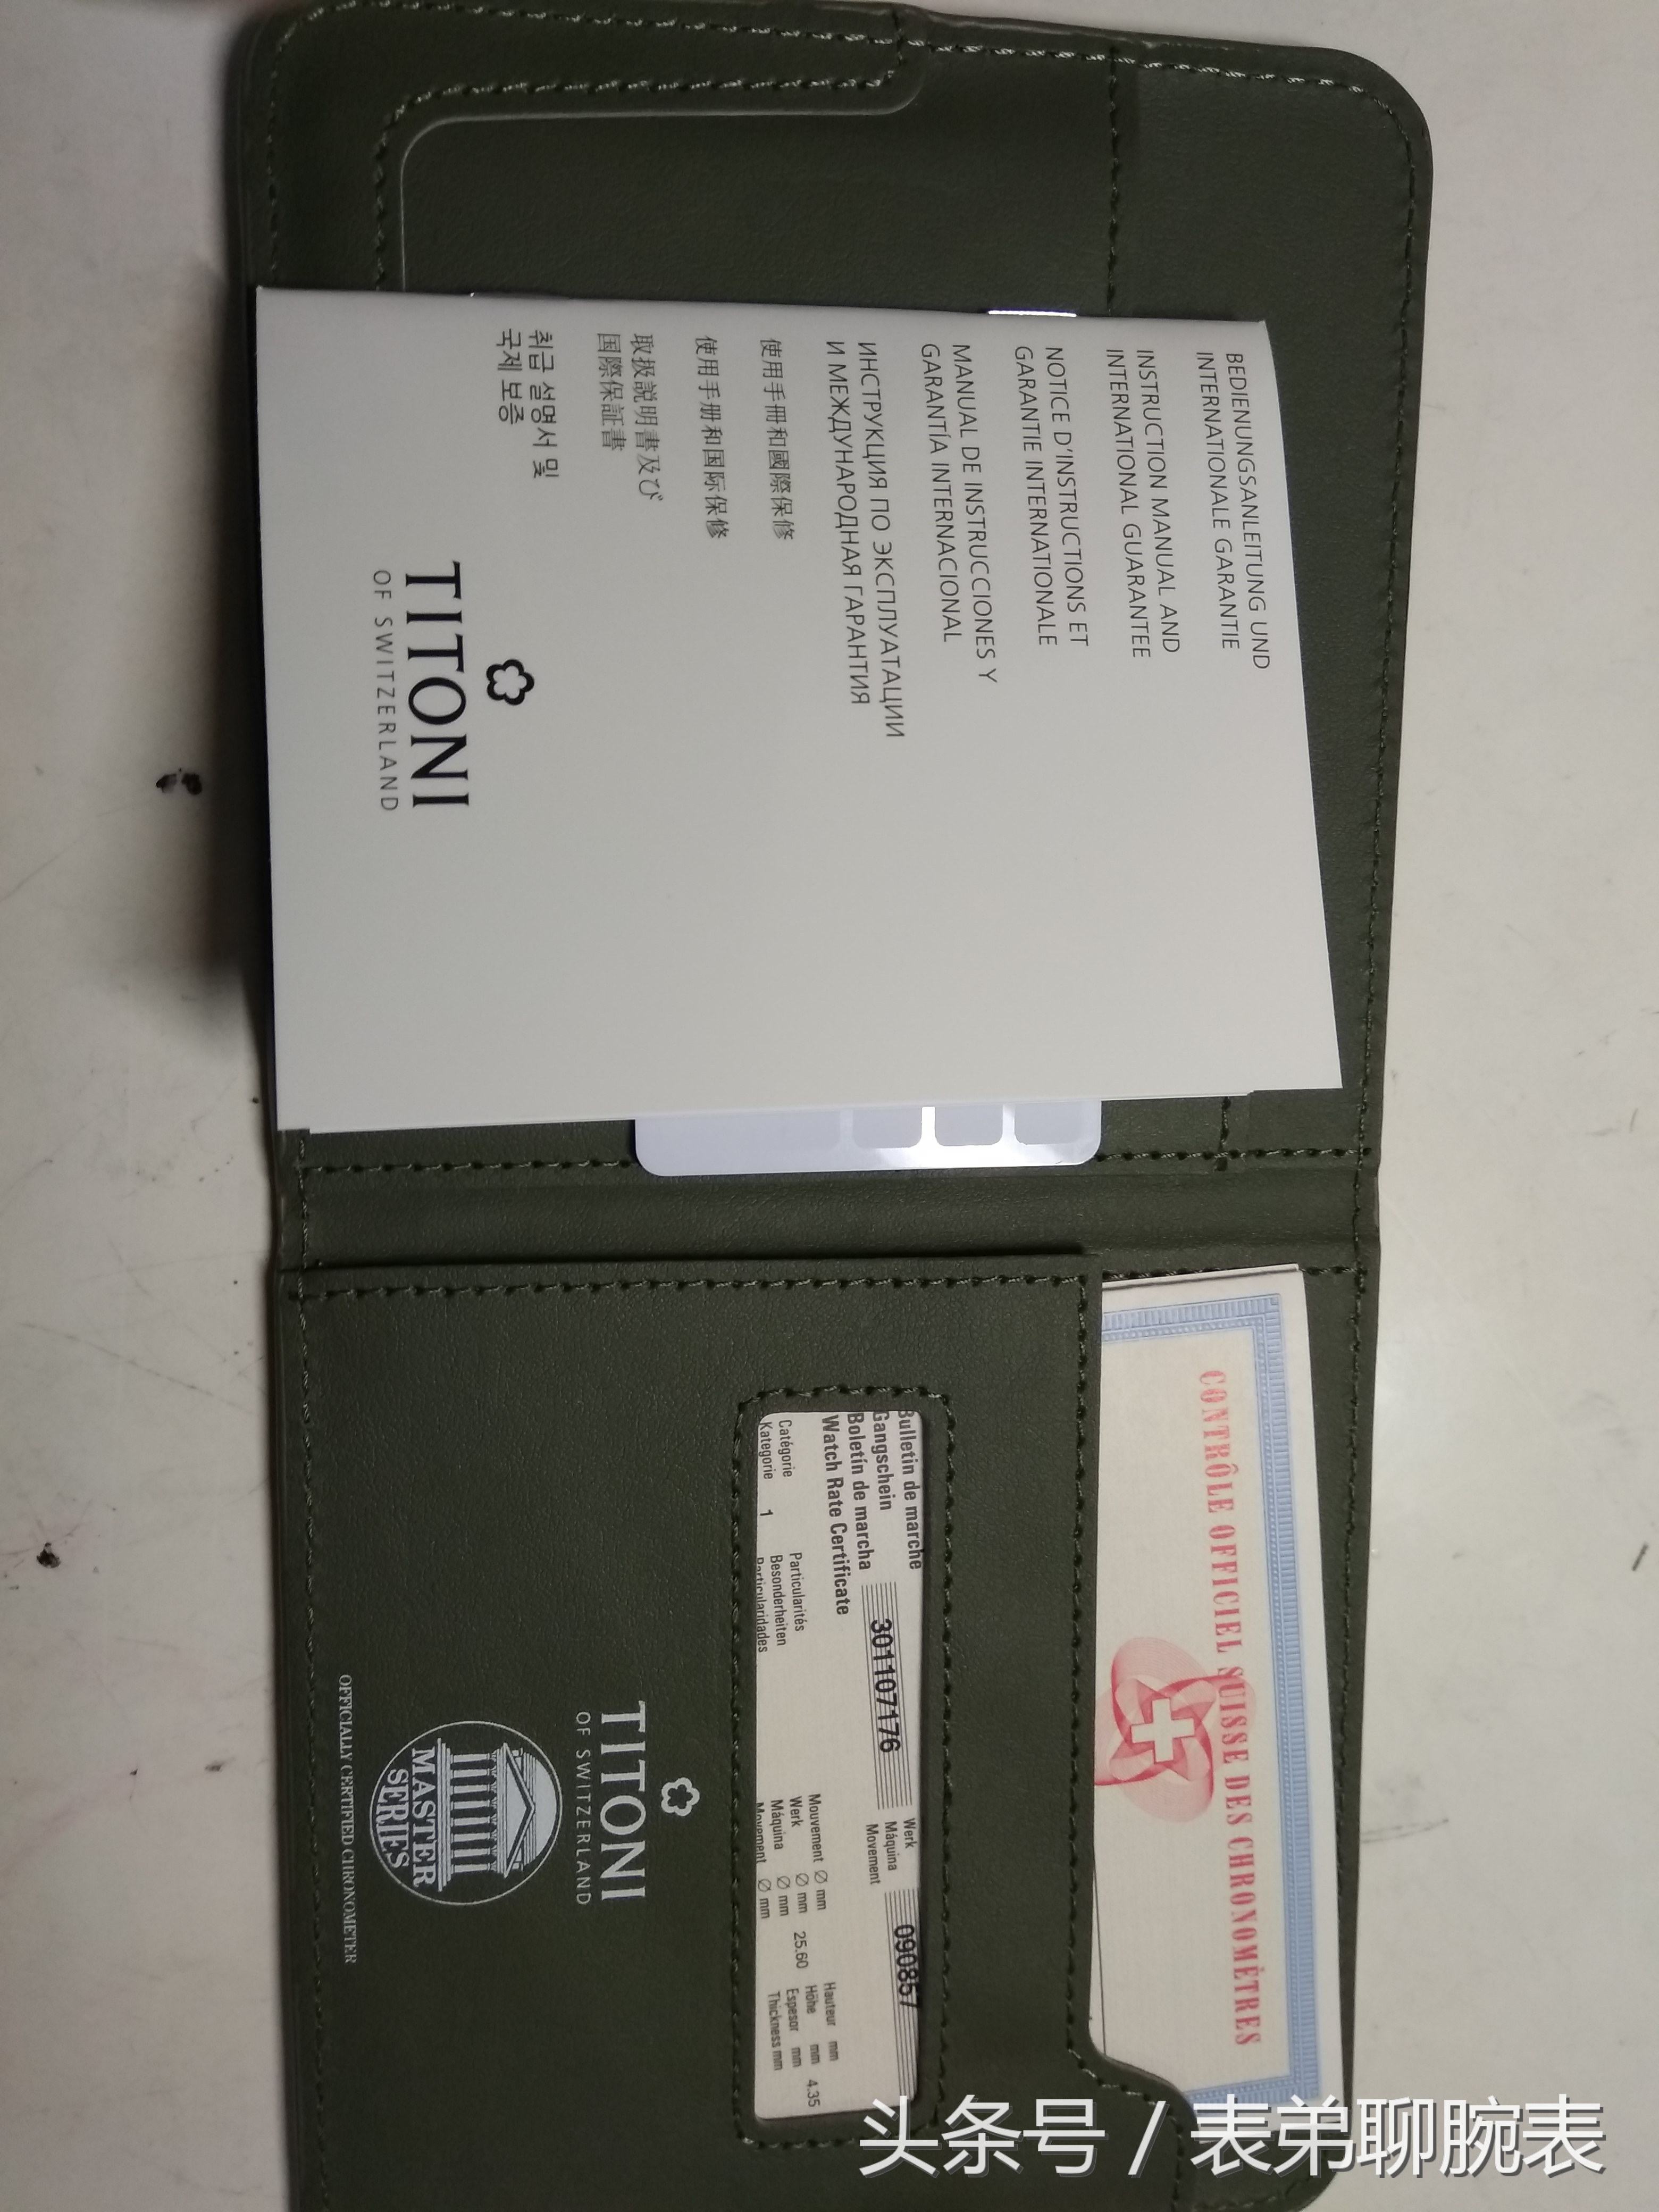 BEDIENUNGSANLEITUNG UND
INTERNATIONALE GARANTIE
INSTRUCTION MANUAL AND
INTERNATIONAL GUARANTEE
NOTICE D'INSTRUCTIONS ET
GARANTIE INTERNATIONALE
MANUAL DE INSTRUCCIONES Y
GARANTÍA INTERNACIONAL
ИНСТРУКЦИЯ ПО ЭКСПЛУАТАЦИИ
И МЕЖДУНАРОДНАЯ ГАРАНТИЯ
使用手冊和國際保修
使用手册和国际保修
取扱説明書及び
国際保証書
취급 설명서 및
국제 보증
TITONI
OF SWITZERLAND
CONTRÔLE OFFICIEL SUISSE DES CHRONOMÈTRES
Bulletin de marche
Gangschein
Boletín de marcha
Watch Rate Certificate
301107176
Werk
Máquina
Movement
090857
Catégorie
Kategorie 1
Particularités
Besonderheiten
Particularidades
Mouvement ∅ mm
Werk ∅ mm 25.60
Máquina ∅ mm
Movement ∅ mm
Hauteur mm
Höhe mm 4.35
Espesor mm
Thickness mm
TITONI
OF SWITZERLAND
MASTER
SERIES
OFFICIALLY CERTIFIED CHRONOMETER
头条号 / 表弟聊腕表